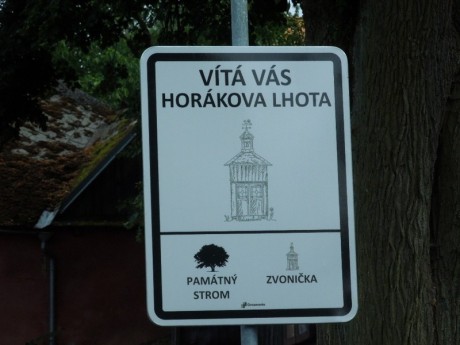 VÍTÁ VÁS
HORÁKOVA LHOTA
PAMÁTNÝ
STROM
ZVONIČKA